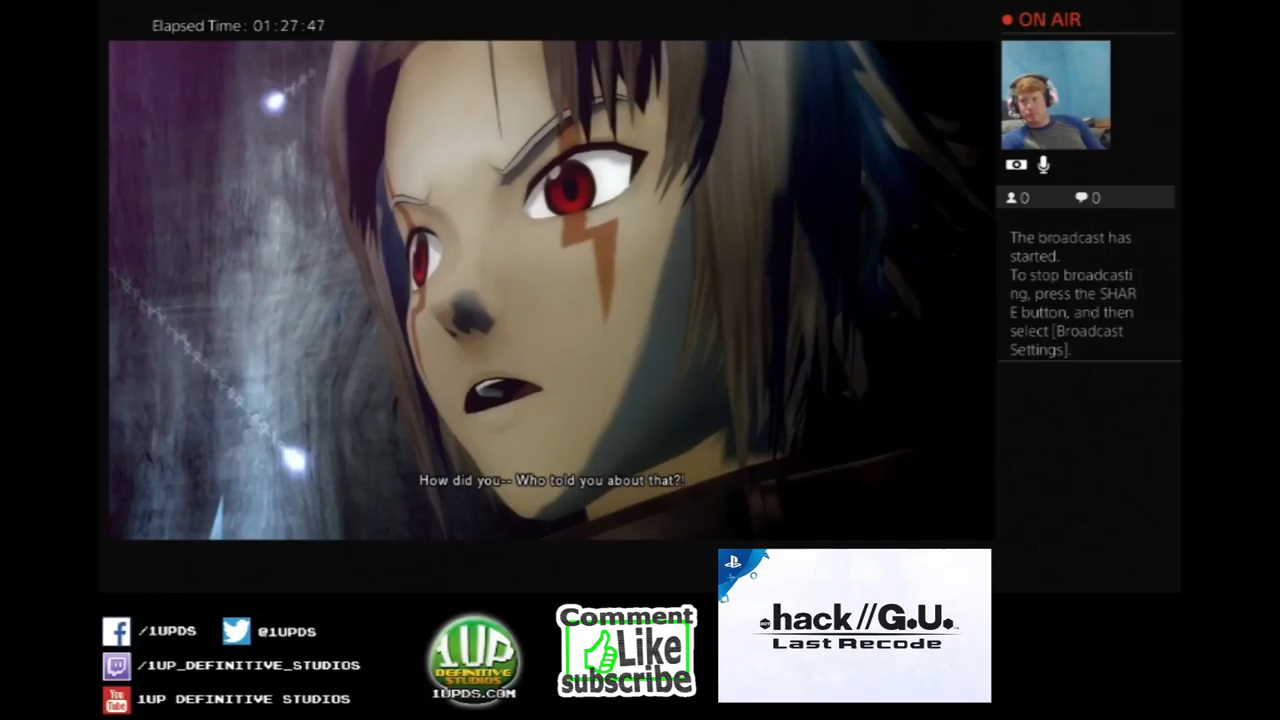 Elapsed Time: 01:27:47
ON AIR
0
0
The broadcast has
started.
To stop broadcasti
ng, press the SHAR
E button, and then
select [Broadcast
Settings].
How did you-- Who told you about that?!
/1UPDS
@1UPDS
/1UP_DEFINITIVE_STUDIOS
You
Tube
1UP DEFINITIVE STUDIOS
1UP
DEFINITIVE
STUDIOS
1UPDS.COM
Comment
Like
subscribe
.hack//G.U.
Last Recode